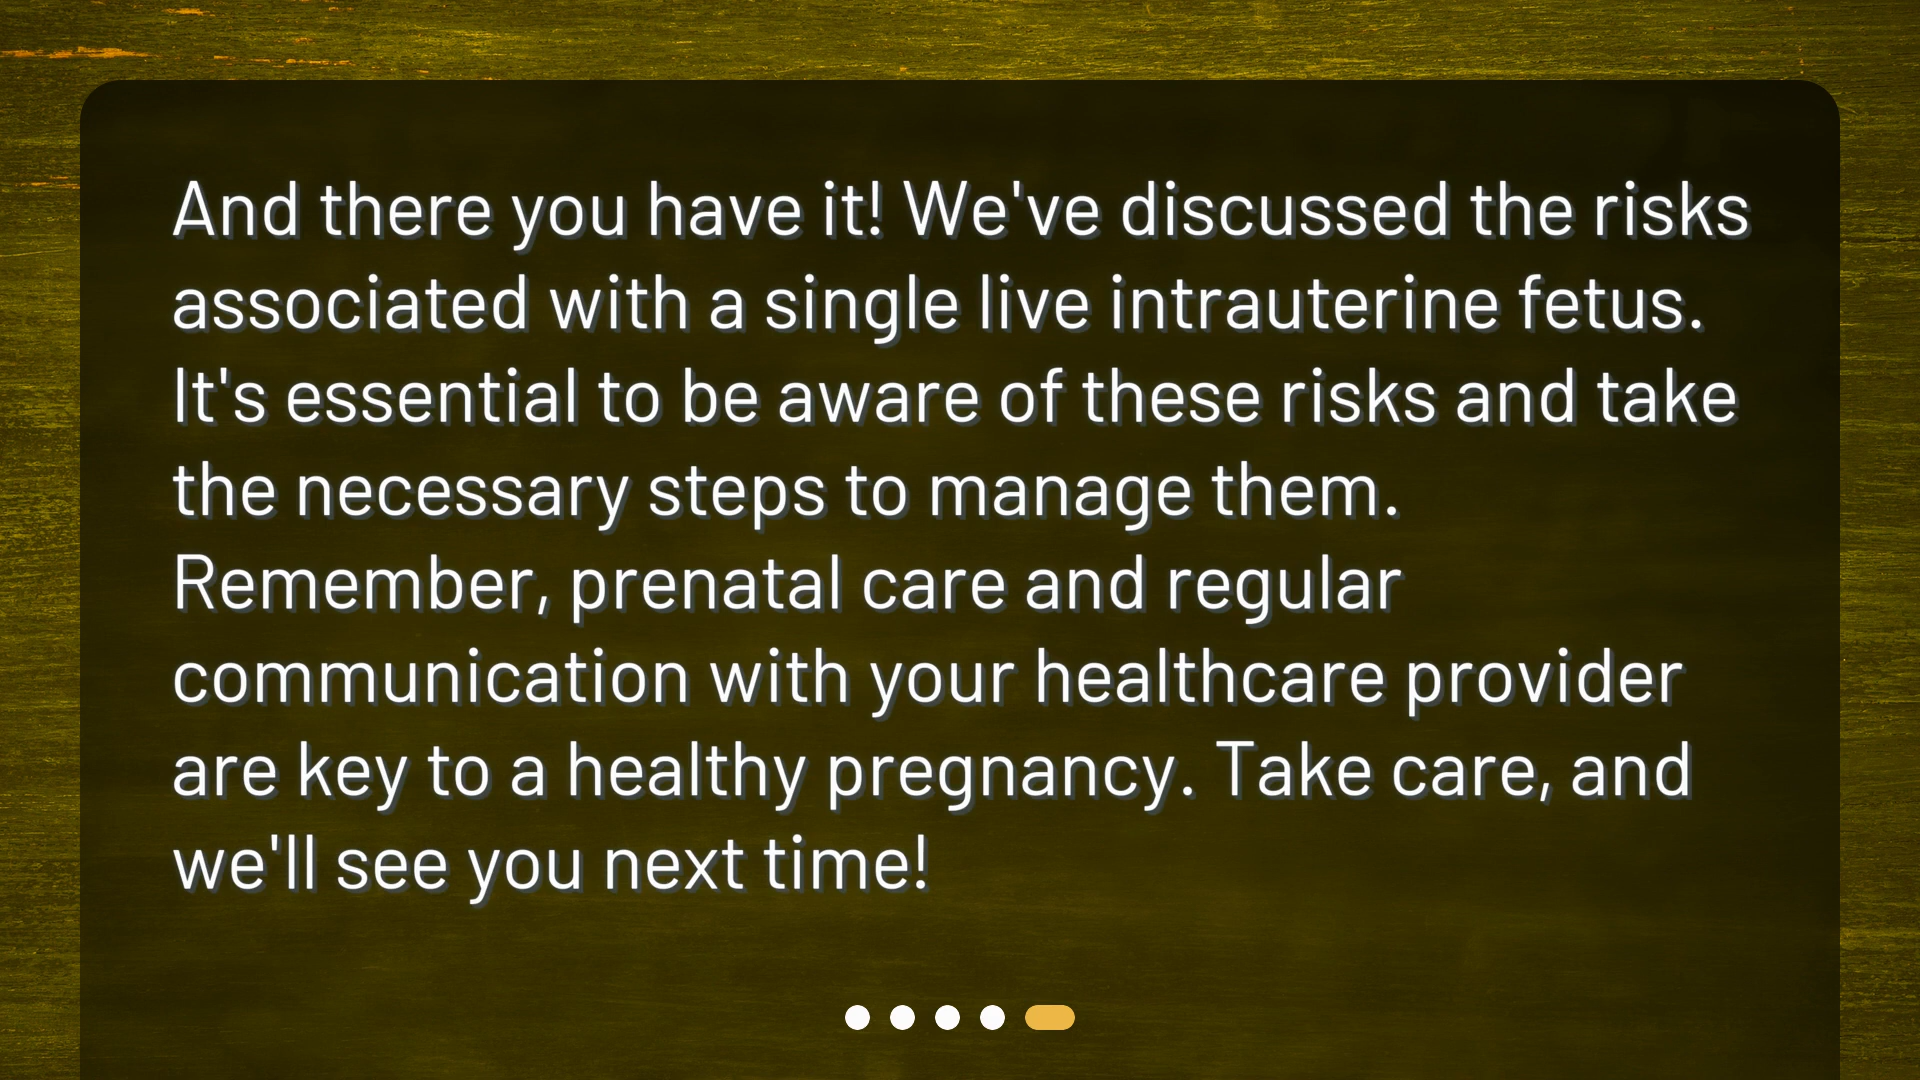 And there you have it! We've discussed the risks
associated with a single live intrauterine fetus.
It's essential to be aware of these risks and take
the necessary steps to manage them.
Remember, prenatal care and regular
communication with your healthcare provider
are key to a healthy pregnancy. Take care, and
we'll see you next time!